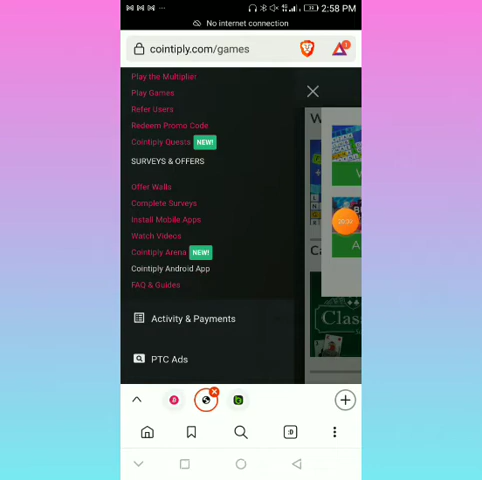 2:58 PM
No internet connection
cointiply.com/games
Play the Multiplier
Play Games
Refer Users
Redeem Promo Code
Cointiply Quests NEW!
SURVEYS & OFFERS
Offer Walls
Complete Surveys
Install Mobile Apps
Watch Videos
Cointiply Arena NEW!
Cointiply Android App
FAQ & Guides
Activity & Payments
PTC Ads
Class